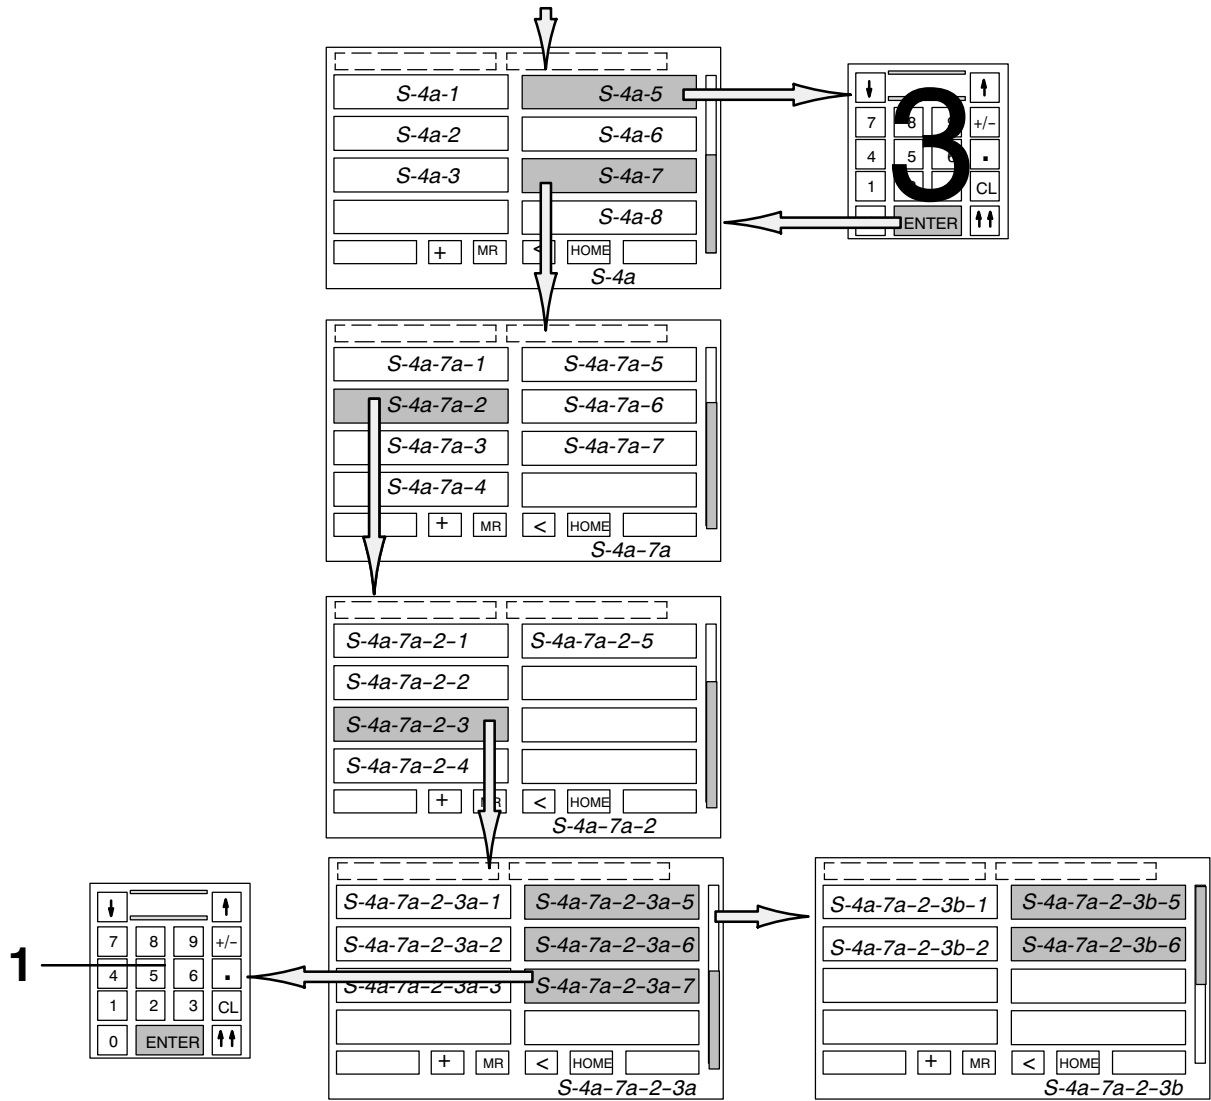 S-4a-1 S-4a-5
S-4a-2 S-4a-6
S-4a-3 S-4a-7
S-4a-8
+ MR < HOME
S-4a
7 8 9 +/−
4 5 6 .
1 CL
ENTER
3
S-4a-7a−1 S-4a-7a−5
S-4a-7a−2 S-4a-7a−6
S-4a-7a−3 S-4a-7a−7
S-4a-7a−4
+ MR < HOME
S-4a−7a
S-4a-7a−2−1 S-4a-7a−2−5
S-4a-7a−2−2
S-4a-7a−2−3
S-4a-7a−2−4
+ MR < HOME
S-4a−7a−2
1
7 8 9 +/−
4 5 6 .
1 2 3 CL
0 ENTER
S-4a-7a−2−3a−1 S-4a-7a−2−3a−5
S-4a-7a−2−3a−2 S-4a-7a−2−3a−6
S-4a-7a−2−3a−3 S-4a-7a−2−3a−7
+ MR < HOME
S-4a−7a−2−3a
S-4a-7a−2−3b−1 S-4a-7a−2−3b−5
S-4a-7a−2−3b−2 S-4a-7a−2−3b−6
+ MR < HOME
S-4a−7a−2−3b